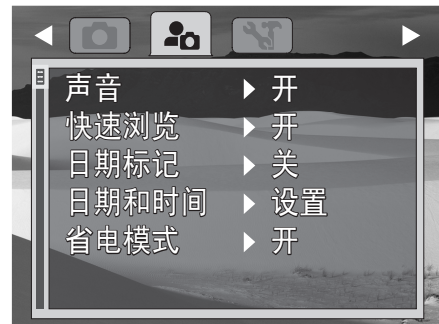 声音 开
快速浏览 开
日期标记 关
日期和时间 设置
省电模式 开